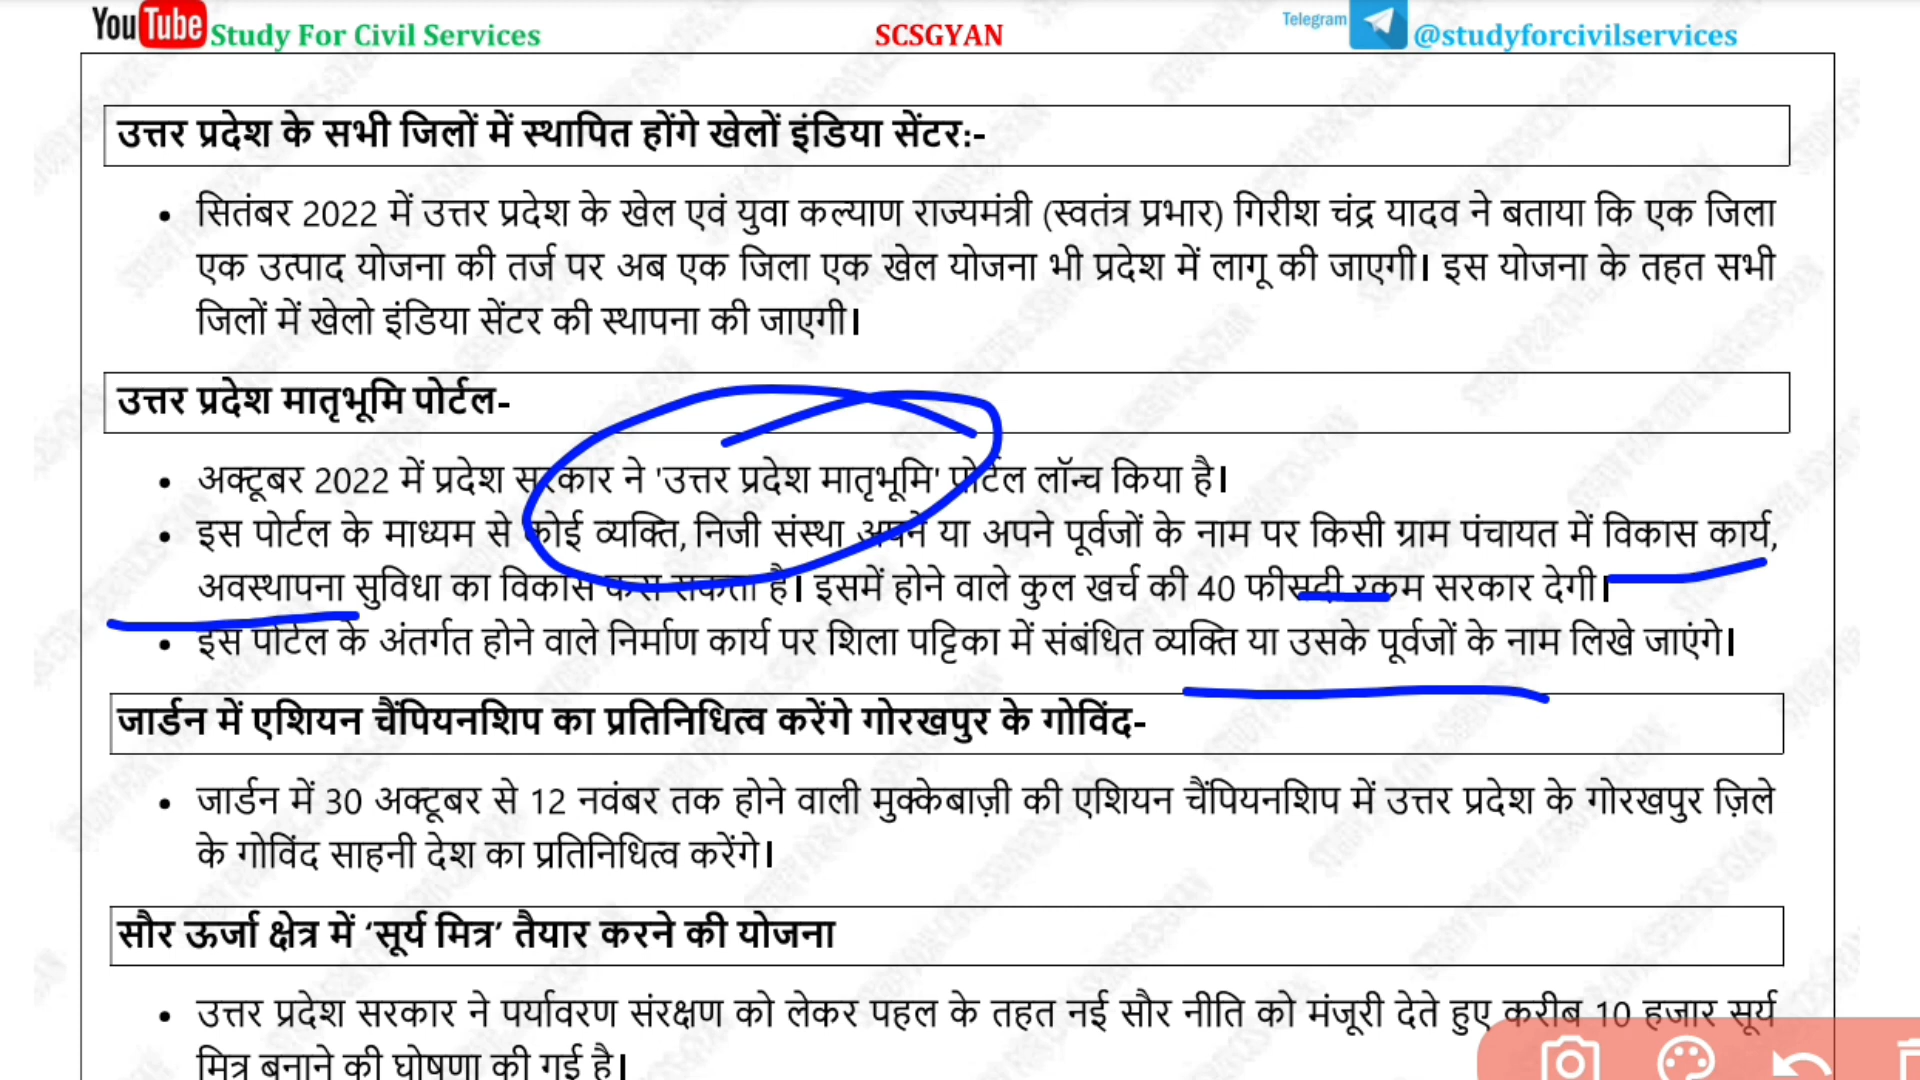 YouTube Study For Civil Services SCSGYAN Telegram @studyforcivilservices
उत्तर प्रदेश के सभी जिलों में स्थापित होंगे खेलों इंडिया सेंटर:-
• सितंबर 2022 में उत्तर प्रदेश के खेल एवं युवा कल्याण राज्यमंत्री (स्वतंत्र प्रभार) गिरीश चंद्र यादव ने बताया कि एक जिला
एक उत्पाद योजना की तर्ज पर अब एक जिला एक खेल योजना भी प्रदेश में लागू की जाएगी। इस योजना के तहत सभी
जिलों में खेलो इंडिया सेंटर की स्थापना की जाएगी।
उत्तर प्रदेश मातृभूमि पोर्टल-
• अक्टूबर 2022 में प्रदेश सरकार ने 'उत्तर प्रदेश मातृभूमि' पोर्टल लॉन्च किया है।
• इस पोर्टल के माध्यम से कोई व्यक्ति, निजी संस्था अपने या अपने पूर्वजों के नाम पर किसी ग्राम पंचायत में विकास कार्य,
अवस्थापना सुविधा का विकास करा सकता है। इसमें होने वाले कुल खर्च की 40 फीसदी रकम सरकार देगी।
• इस पोर्टल के अंतर्गत होने वाले निर्माण कार्य पर शिला पट्टिका में संबंधित व्यक्ति या उसके पूर्वजों के नाम लिखे जाएंगे।
जार्डन में एशियन चैंपियनशिप का प्रतिनिधित्व करेंगे गोरखपुर के गोविंद-
• जार्डन में 30 अक्टूबर से 12 नवंबर तक होने वाली मुक्केबाज़ी की एशियन चैंपियनशिप में उत्तर प्रदेश के गोरखपुर ज़िले
के गोविंद साहनी देश का प्रतिनिधित्व करेंगे।
सौर ऊर्जा क्षेत्र में ‘सूर्य मित्र’ तैयार करने की योजना
• उत्तर प्रदेश सरकार ने पर्यावरण संरक्षण को लेकर पहल के तहत नई सौर नीति को मंजूरी देते हुए करीब 10 हजार सूर्य
मित्र बनाने की घोषणा की गई है।